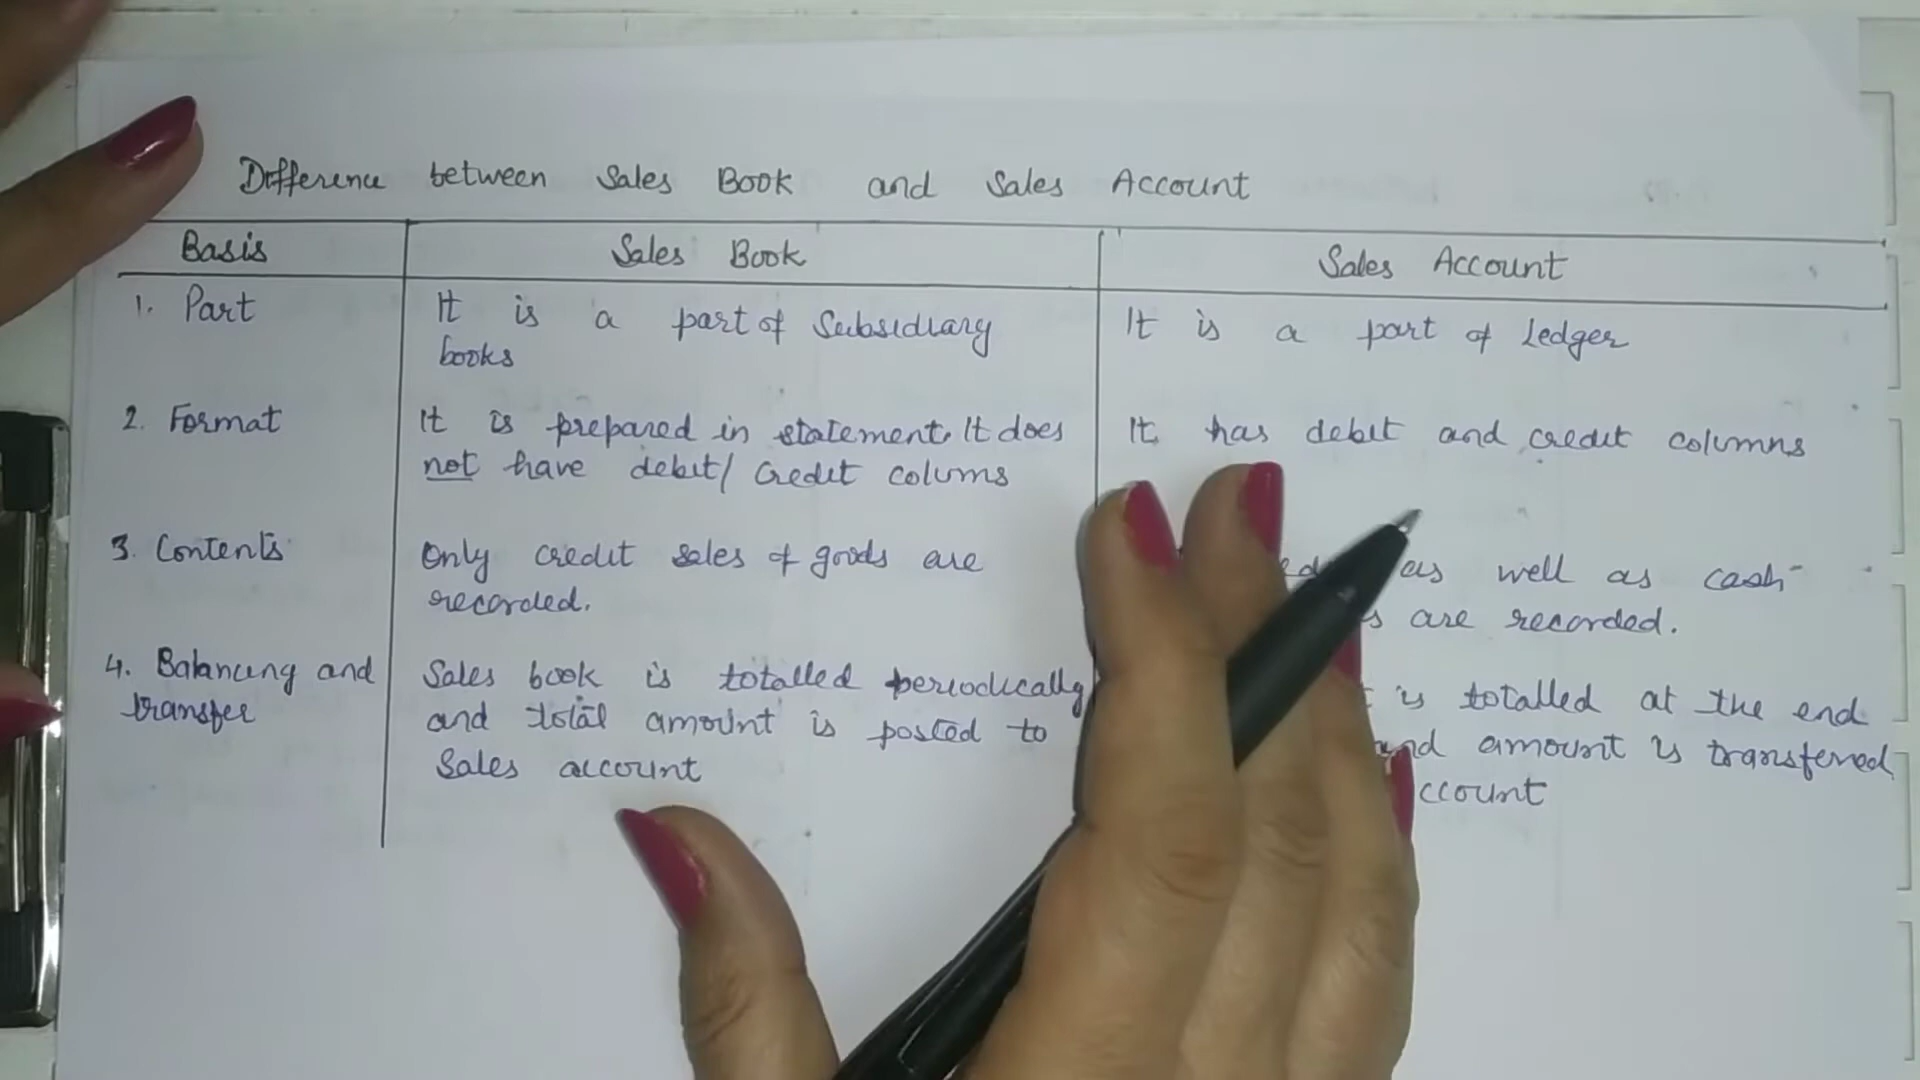 Difference between Sales Book and Sales Account
Basis
Sales Book
Sales Account
1. Part
It is a part of Subsidiary
books
It is a part of Ledger
2. Format
It is prepared in statement. It does
not have debit/ Credit colums
It has debit and credit columns
3. Contents
Only credit sales of goods are
recorded.
as well as cash
are recorded.
4. Balancing and
transfer
Sales book is totalled periodically
and total amount is posted to
Sales account
is totalled at the end
and amount is transferred
ccount